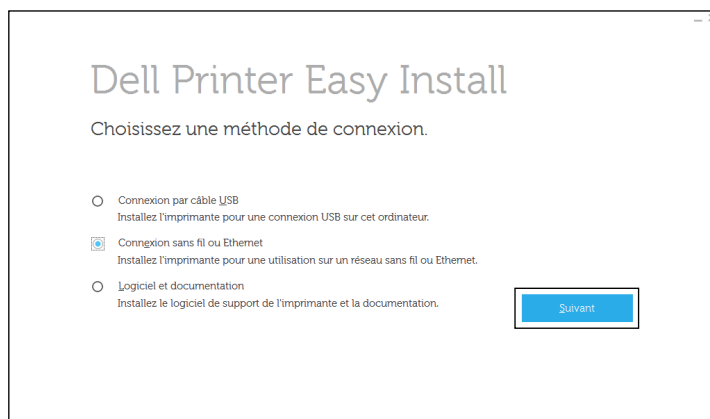 Dell Printer Easy Install
Choisissez une méthode de connexion.
Connexion par câble USB
Installez l'imprimante pour une connexion USB sur cet ordinateur.
Connexion sans fil ou Ethernet
Installez l'imprimante pour une utilisation sur un réseau sans fil ou Ethernet.
Logiciel et documentation
Installez le logiciel de support de l'imprimante et la documentation.
Suivant